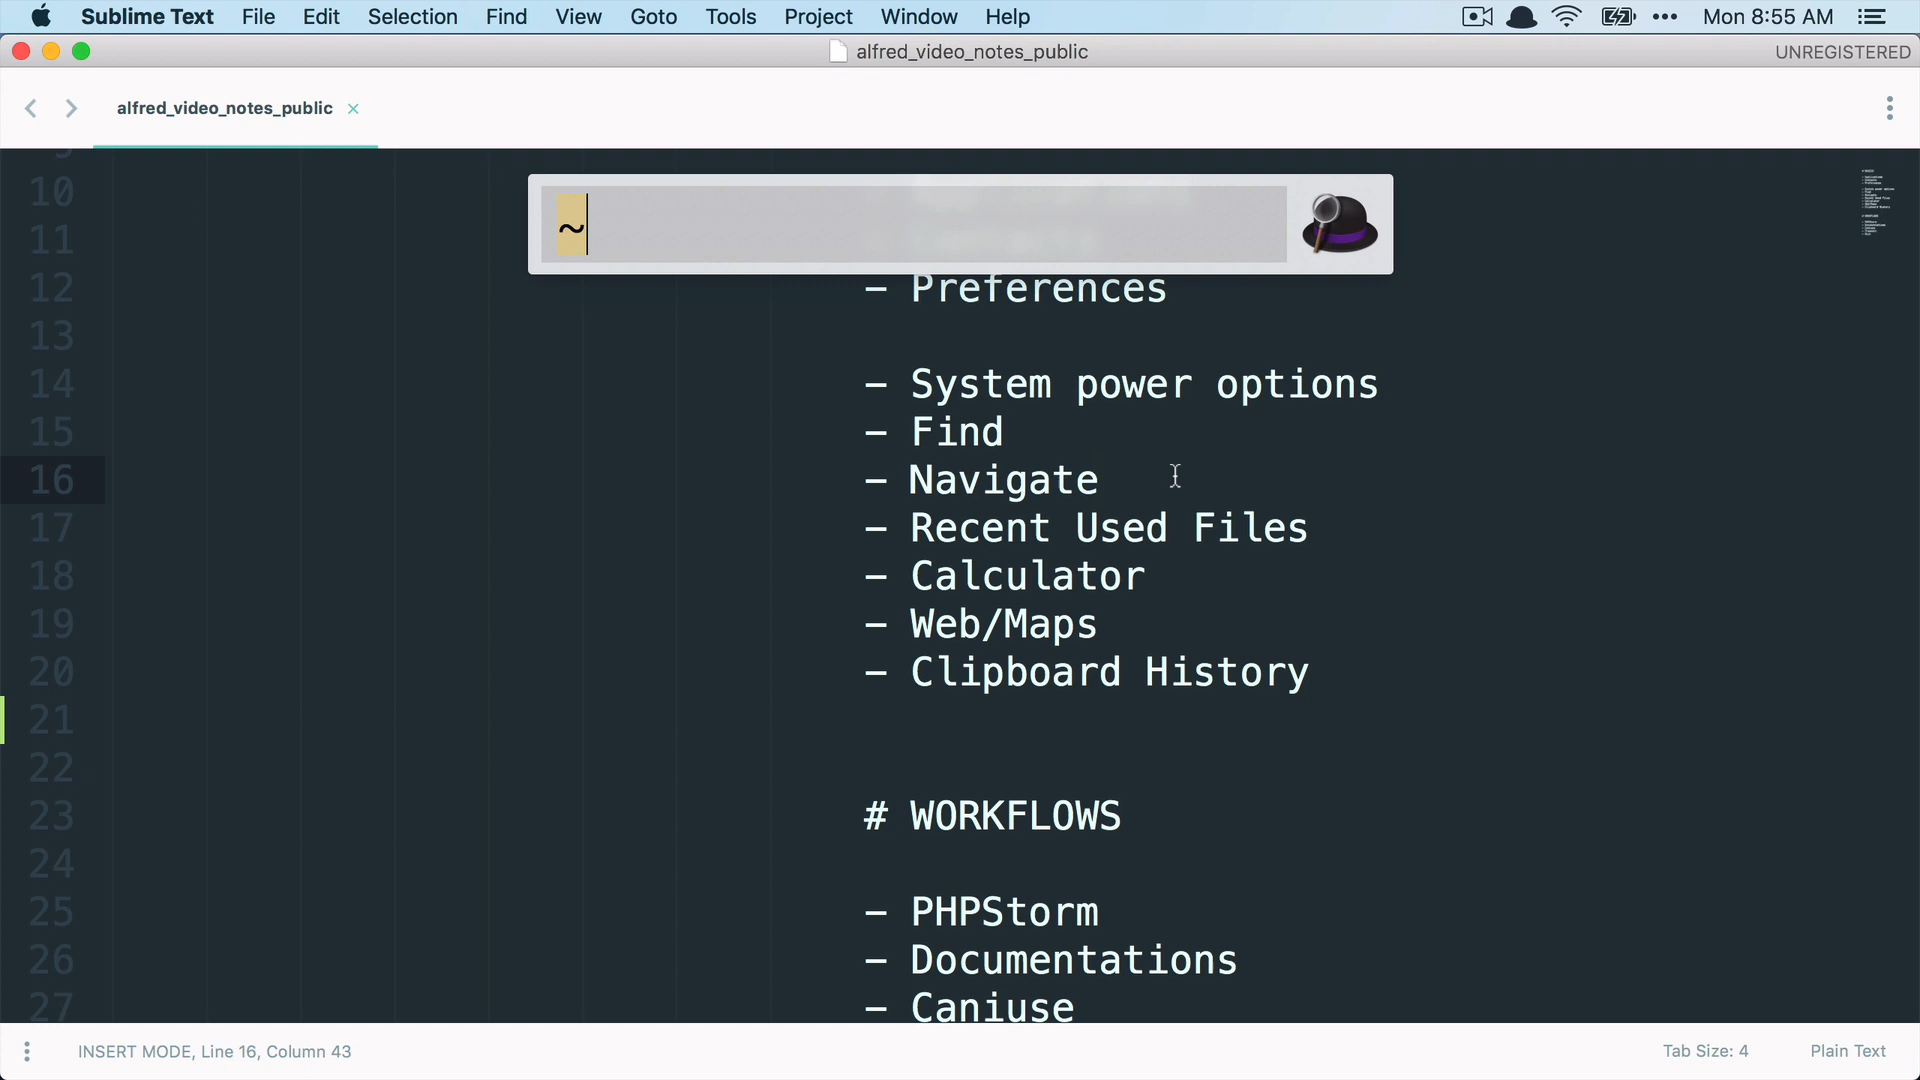 Sublime Text File Edit Selection Find View Goto Tools Project Window Help Mon 8:55 AM
alfred_video_notes_public UNREGISTERED
alfred_video_notes_public ×
10
~
11
12 - Preferences
13
14 - System power options
15 - Find
16 - Navigate
17 - Recent Used Files
18 - Calculator
19 - Web/Maps
20 - Clipboard History
21
22
23 # WORKFLOWS
24
25 - PHPStorm
26 - Documentations
27 - Caniuse
INSERT MODE, Line 16, Column 43 Tab Size: 4 Plain Text